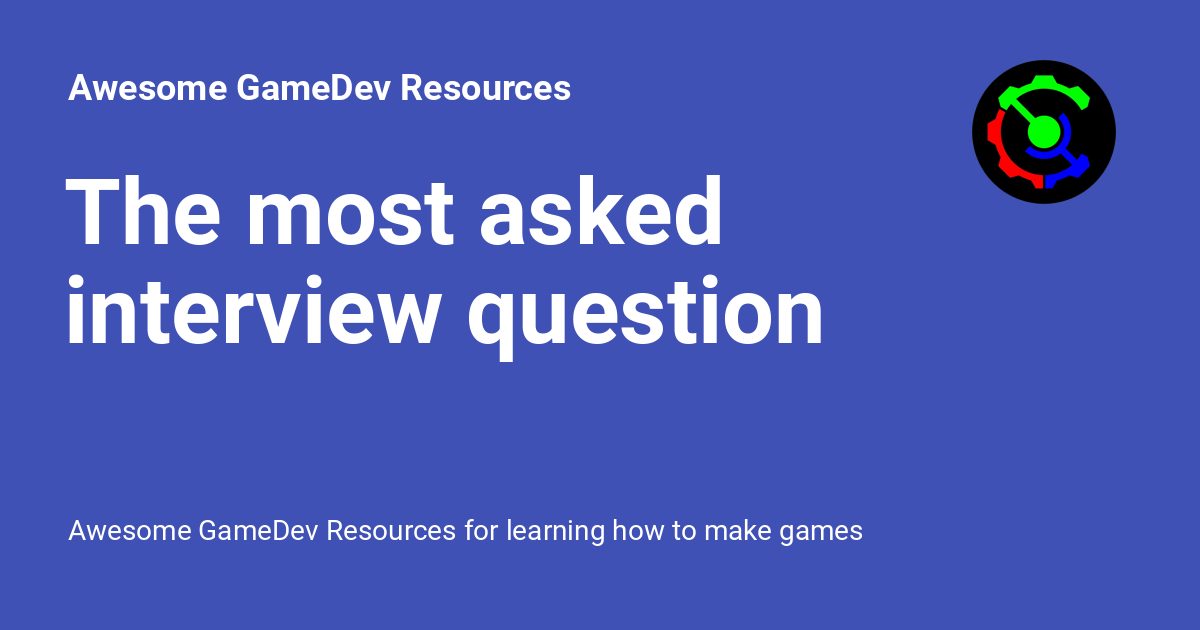 Awesome GameDev Resources
The most asked
interview question
Awesome GameDev Resources for learning how to make games